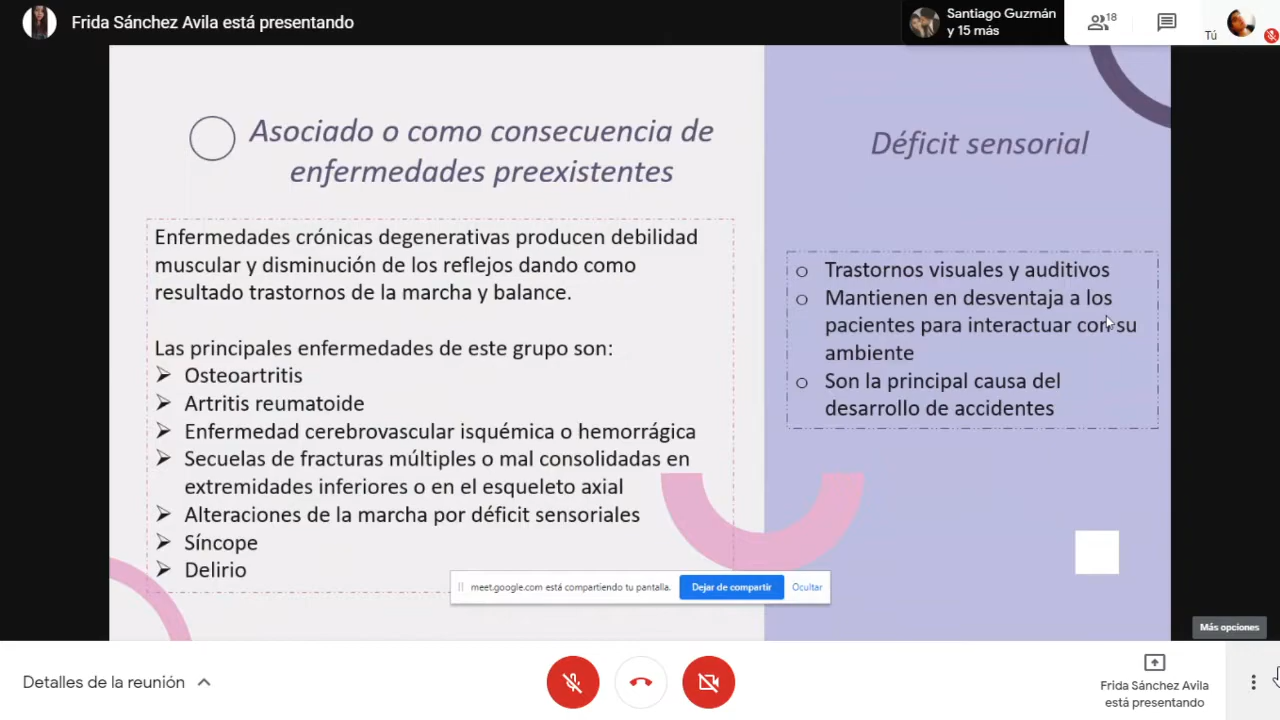 Frida Sánchez Avila está presentando
Santiago Guzmán
y 15 más
18
Tú
Asociado o como consecuencia de
enfermedades preexistentes
Enfermedades crónicas degenerativas producen debilidad
muscular y disminución de los reflejos dando como
resultado trastornos de la marcha y balance.
Las principales enfermedades de este grupo son:
Osteoartritis
Artritis reumatoide
Enfermedad cerebrovascular isquémica o hemorrágica
Secuelas de fracturas múltiples o mal consolidadas en
extremidades inferiores o en el esqueleto axial
Alteraciones de la marcha por déficit sensoriales
Síncope
Delirio
Déficit sensorial
Trastornos visuales y auditivos
Mantienen en desventaja a los
pacientes para interactuar con su
ambiente
Son la principal causa del
desarrollo de accidentes
meet.google.com está compartiendo tu pantalla.
Dejar de compartir
Ocultar
Más opciones
Detalles de la reunión
Frida Sánchez Avila
está presentando